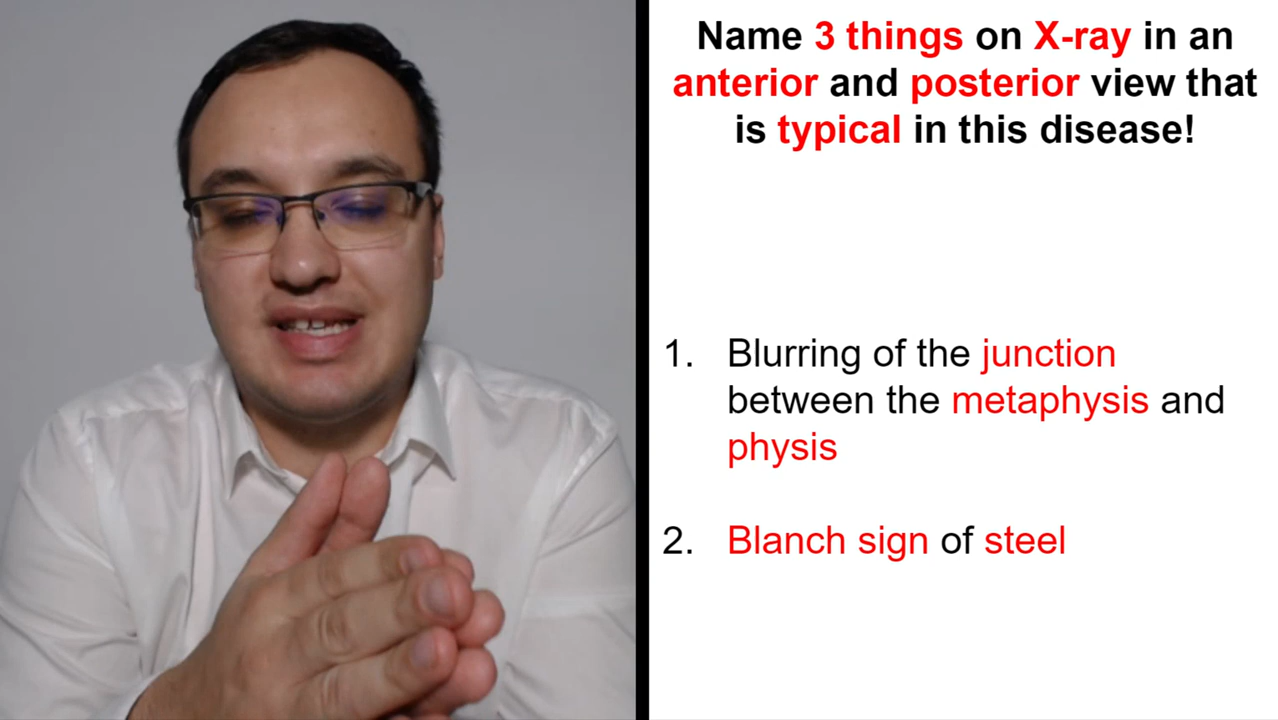 Name 3 things on X-ray in an
anterior and posterior view that
is typical in this disease!
1. Blurring of the junction
between the metaphysis and
physis
2. Blanch sign of steel